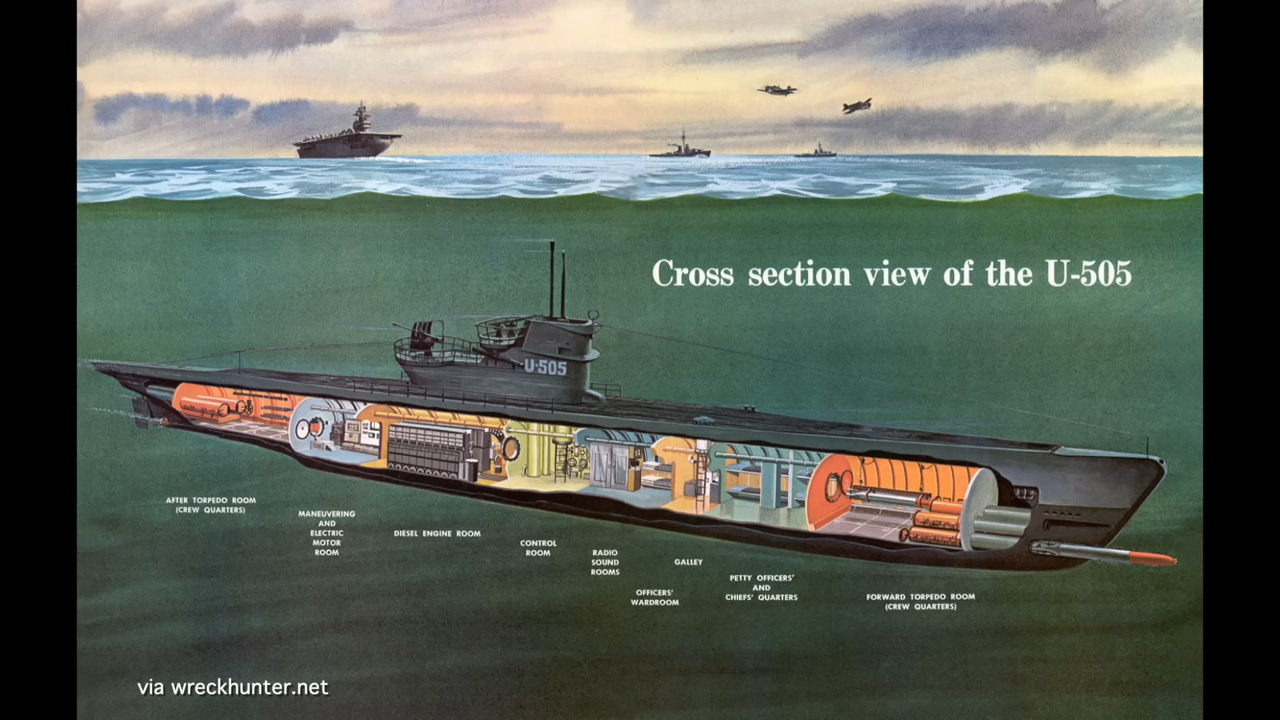 Cross section view of the U-505
U-505
AFTER TORPEDO ROOM
(CREW QUARTERS)
MANEUVERING
AND
ELECTRIC
MOTOR
ROOM
DIESEL ENGINE ROOM
CONTROL
ROOM
RADIO
SOUND
ROOMS
OFFICERS'
WARDROOM
GALLEY
PETTY OFFICERS'
AND
CHIEFS' QUARTERS
FORWARD TORPEDO ROOM
(CREW QUARTERS)
via wreckhunter.net